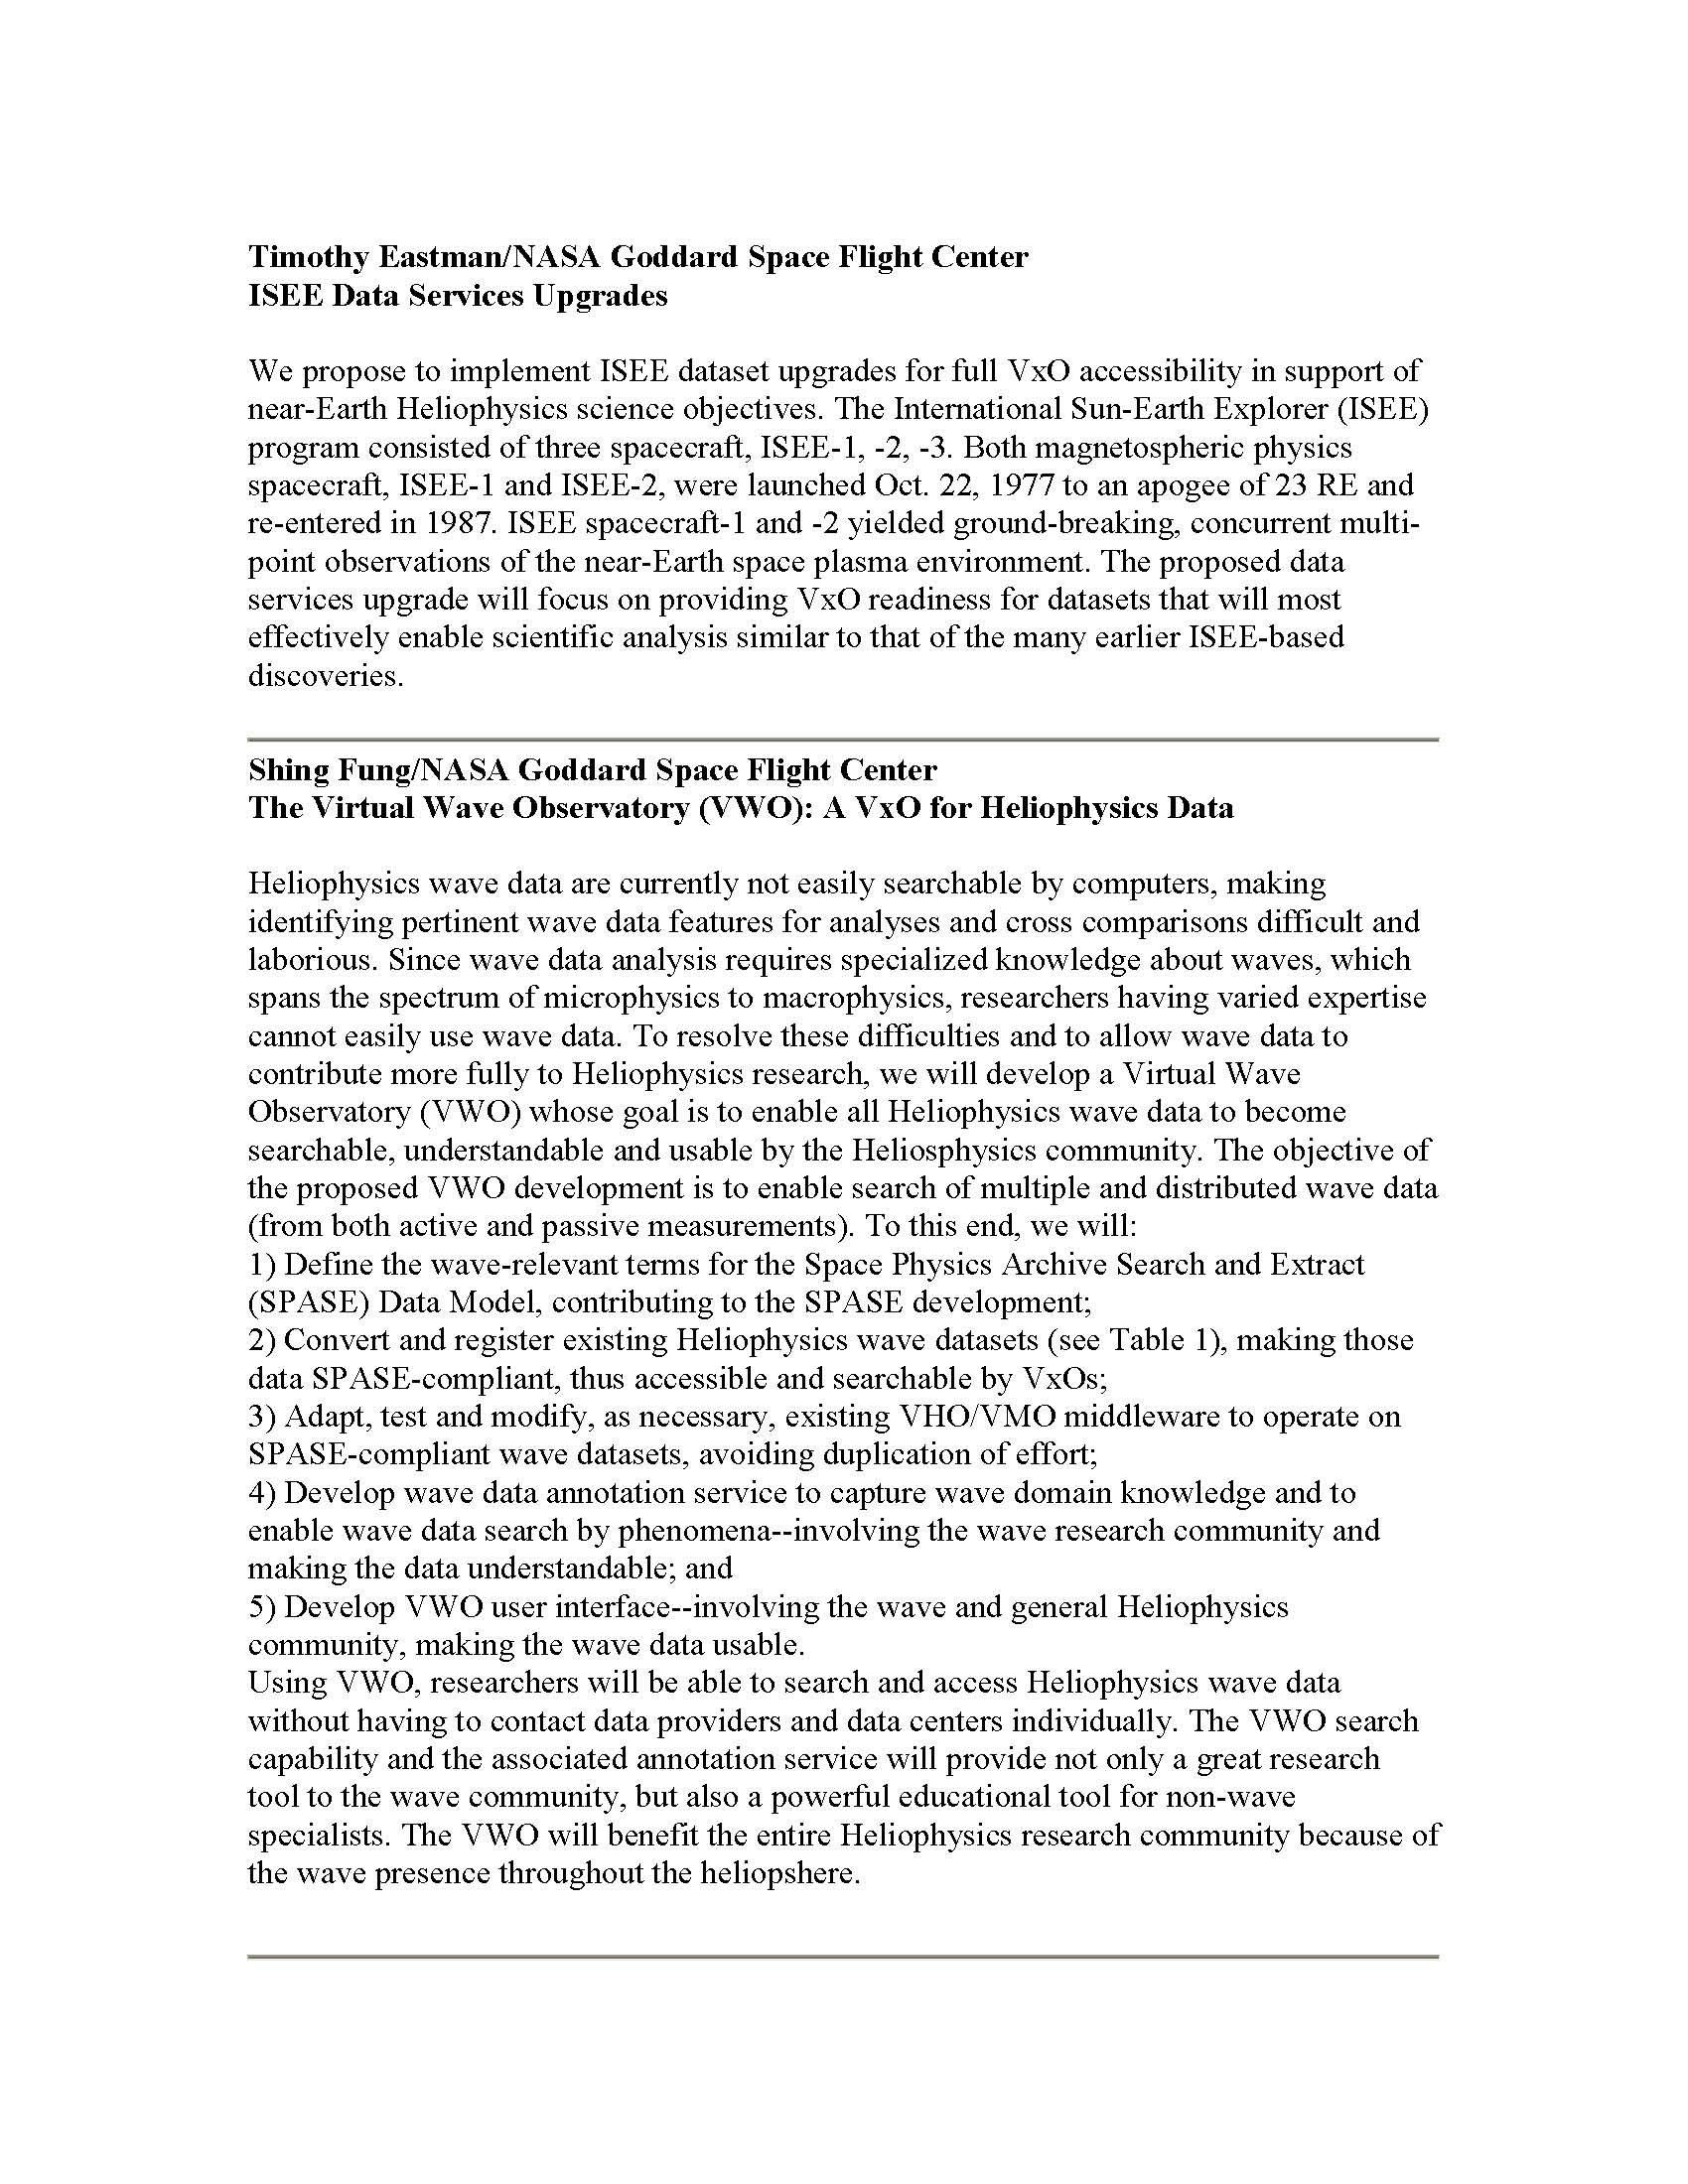 Timothy Eastman/NASA Goddard Space Flight Center
ISEE Data Services Upgrades
We propose to implement ISEE dataset upgrades for full VxO accessibility in support of
near-Earth Heliophysics science objectives. The International Sun-Earth Explorer (ISEE)
program consisted of three spacecraft, ISEE-1, -2, -3. Both magnetospheric physics
spacecraft, ISEE-1 and ISEE-2, were launched Oct. 22, 1977 to an apogee of 23 RE and
re-entered in 1987. ISEE spacecraft-1 and -2 yielded ground-breaking, concurrent multi-
point observations of the near-Earth space plasma environment. The proposed data
services upgrade will focus on providing VxO readiness for datasets that will most
effectively enable scientific analysis similar to that of the many earlier ISEE-based
discoveries.
Shing Fung/NASA Goddard Space Flight Center
The Virtual Wave Observatory (VWO): A VxO for Heliophysics Data
Heliophysics wave data are currently not easily searchable by computers, making
identifying pertinent wave data features for analyses and cross comparisons difficult and
laborious. Since wave data analysis requires specialized knowledge about waves, which
spans the spectrum of microphysics to macrophysics, researchers having varied expertise
cannot easily use wave data. To resolve these difficulties and to allow wave data to
contribute more fully to Heliophysics research, we will develop a Virtual Wave
Observatory (VWO) whose goal is to enable all Heliophysics wave data to become
searchable, understandable and usable by the Heliosphysics community. The objective of
the proposed VWO development is to enable search of multiple and distributed wave data
(from both active and passive measurements). To this end, we will:
1) Define the wave-relevant terms for the Space Physics Archive Search and Extract
(SPASE) Data Model, contributing to the SPASE development;
2) Convert and register existing Heliophysics wave datasets (see Table 1), making those
data SPASE-compliant, thus accessible and searchable by VxOs;
3) Adapt, test and modify, as necessary, existing VHO/VMO middleware to operate on
SPASE-compliant wave datasets, avoiding duplication of effort;
4) Develop wave data annotation service to capture wave domain knowledge and to
enable wave data search by phenomena--involving the wave research community and
making the data understandable; and
5) Develop VWO user interface--involving the wave and general Heliophysics
community, making the wave data usable.
Using VWO, researchers will be able to search and access Heliophysics wave data
without having to contact data providers and data centers individually. The VWO search
capability and the associated annotation service will provide not only a great research
tool to the wave community, but also a powerful educational tool for non-wave
specialists. The VWO will benefit the entire Heliophysics research community because of
the wave presence throughout the heliopshere.